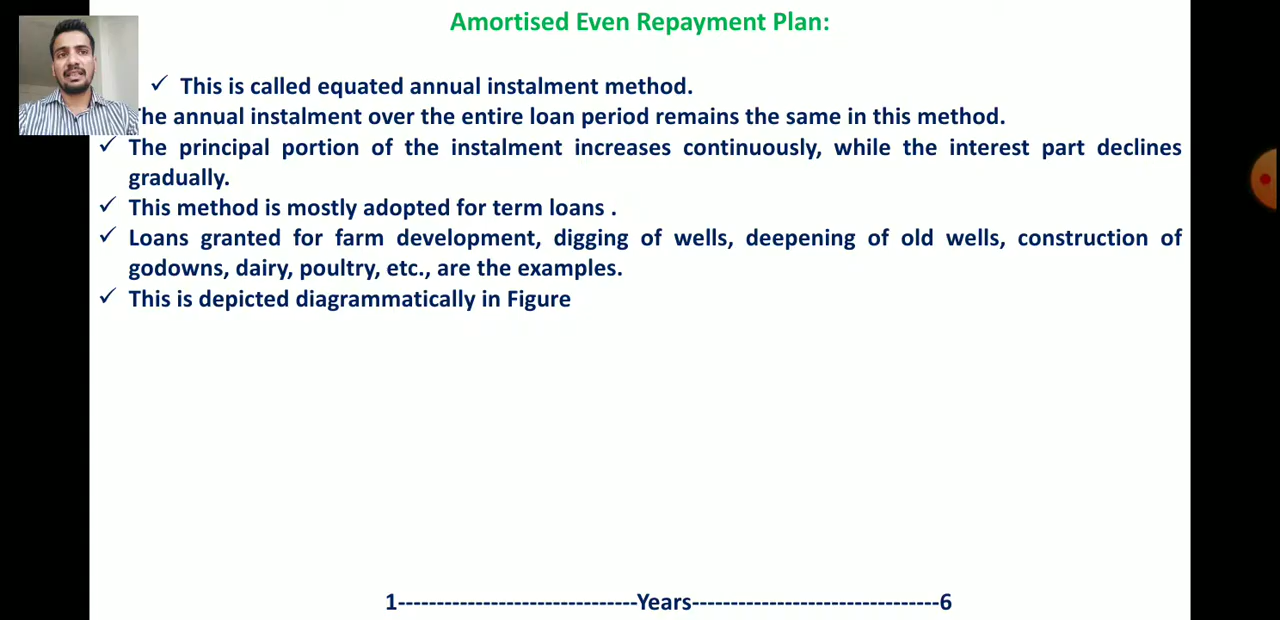 Amortised Even Repayment Plan:
✓ This is called equated annual instalment method.
The annual instalment over the entire loan period remains the same in this method.
✓ The principal portion of the instalment increases continuously, while the interest part declines
gradually.
✓ This method is mostly adopted for term loans .
✓ Loans granted for farm development, digging of wells, deepening of old wells, construction of
godowns, dairy, poultry, etc., are the examples.
✓ This is depicted diagrammatically in Figure
1-------------------------------Years--------------------------------6